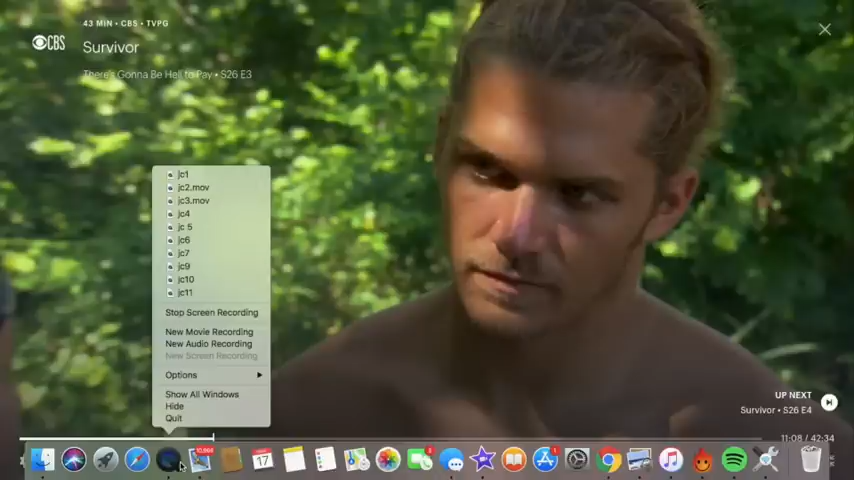 43 MIN • CBS • TVPG
CBS
Survivor
There's Gonna Be Hell to Pay • S26 E3
jc1
jc2.mov
jc3.mov
jc4
jc 5
jc6
jc7
jc9
jc10
jc11
Stop Screen Recording
New Movie Recording
New Audio Recording
New Screen Recording
Options
Show All Windows
Hide
Quit
UP NEXT
Survivor • S26 E4
11:08 / 42:34
17